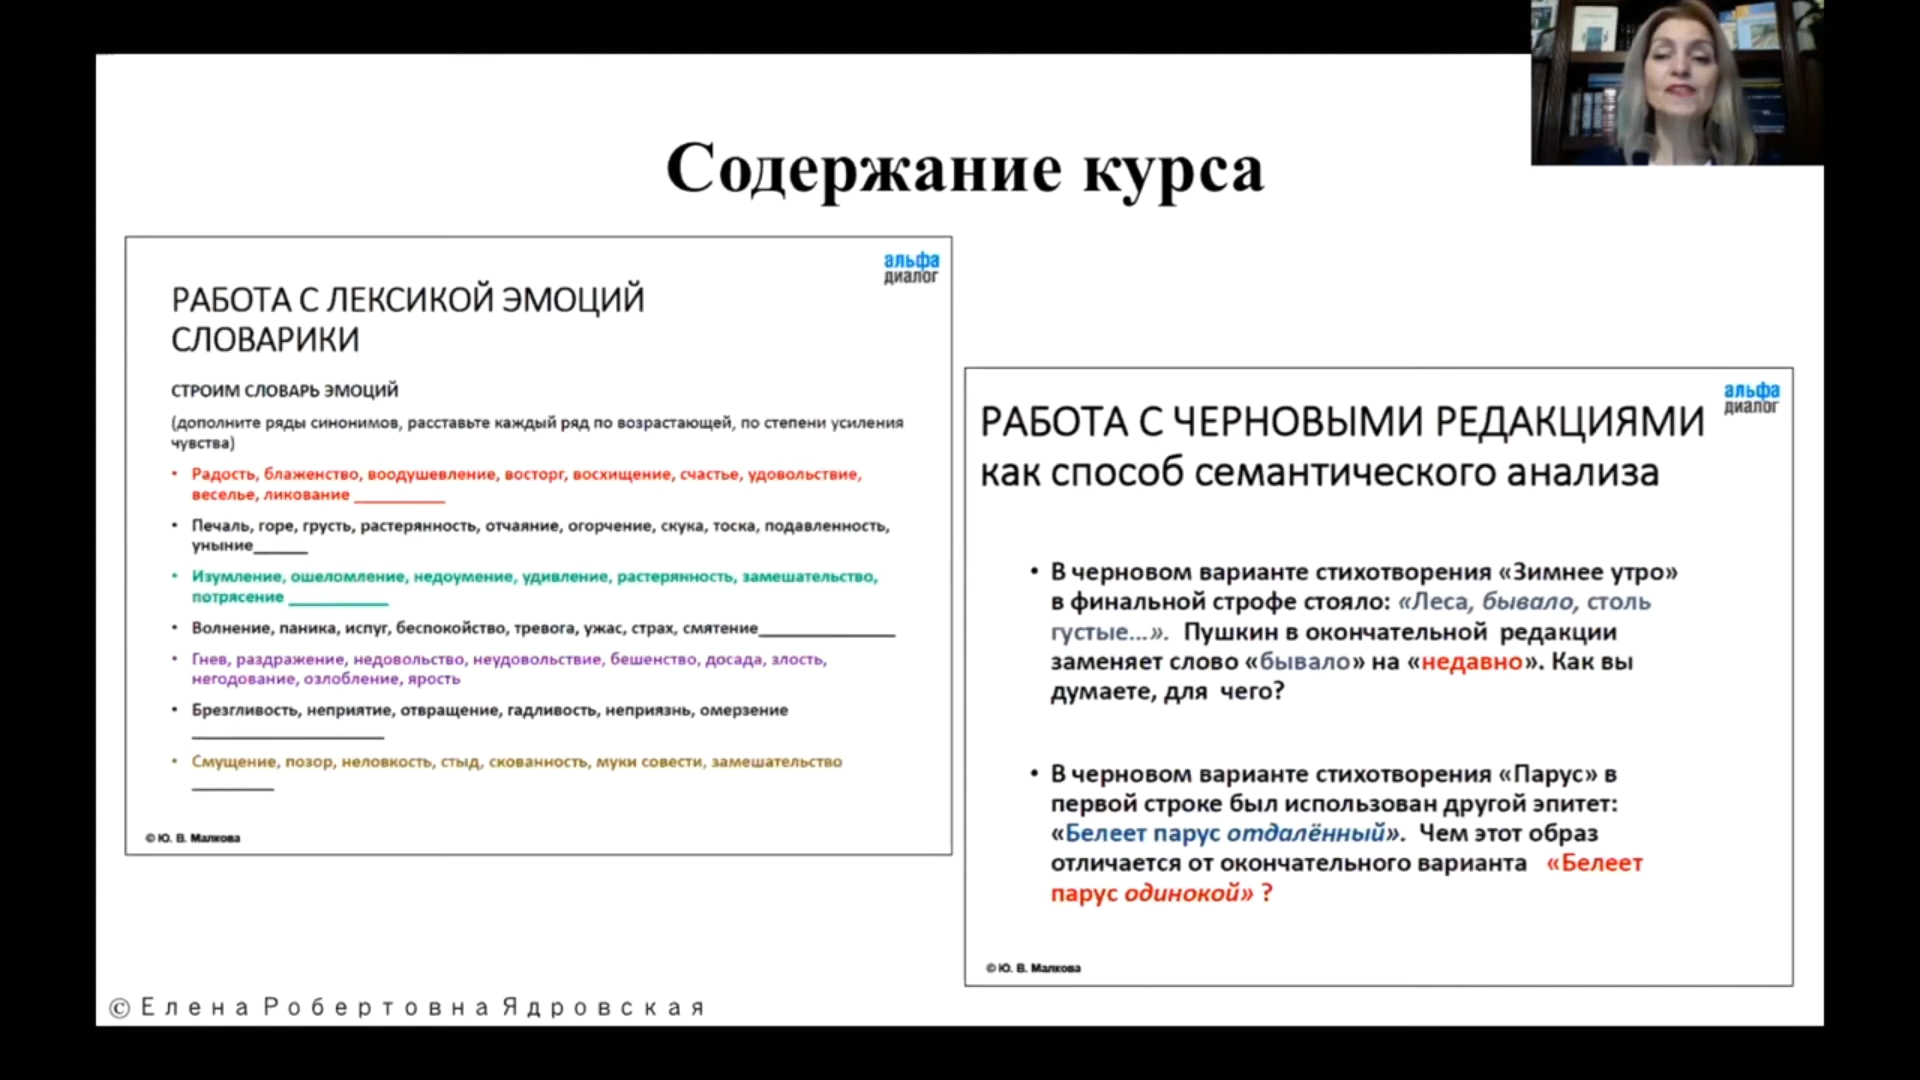 Содержание курса
альфа
диалог
РАБОТА С ЛЕКСИКОЙ ЭМОЦИЙ
СЛОВАРИКИ
СТРОИМ СЛОВАРЬ ЭМОЦИЙ
(дополните ряды синонимов, расставьте каждый ряд по возрастающей, по степени усиления
чувства)
• Радость, блаженство, воодушевление, восторг, восхищение, счастье, удовольствие,
веселье, ликование __________
• Печаль, горе, грусть, растерянность, отчаяние, огорчение, скука, тоска, подавленность,
уныние______
• Изумление, ошеломление, недоумение, удивление, растерянность, замешательство,
потрясение ___________
• Волнение, паника, испуг, беспокойство, тревога, ужас, страх, смятение_______________
• Гнев, раздражение, недовольство, неудовольствие, бешенство, досада, злость,
негодование, озлобление, ярость
• Брезгливость, неприятие, отвращение, гадливость, неприязнь, омерзение
_____________________
• Смущение, позор, неловкость, стыд, скованность, муки совести, замешательство
_________
© Ю. В. Малкова
альфа
диалог
РАБОТА С ЧЕРНОВЫМИ РЕДАКЦИЯМИ
как способ семантического анализа
• В черновом варианте стихотворения «Зимнее утро»
в финальной строфе стояло: «Леса, бывало, столь
густые...». Пушкин в окончательной редакции
заменяет слово «бывало» на «недавно». Как вы
думаете, для чего?
• В черновом варианте стихотворения «Парус» в
первой строке был использован другой эпитет:
«Белеет парус отдалённый». Чем этот образ
отличается от окончательного варианта «Белеет
парус одинокой» ?
© Ю. В. Малкова
© Елена Робертовна Ядровская